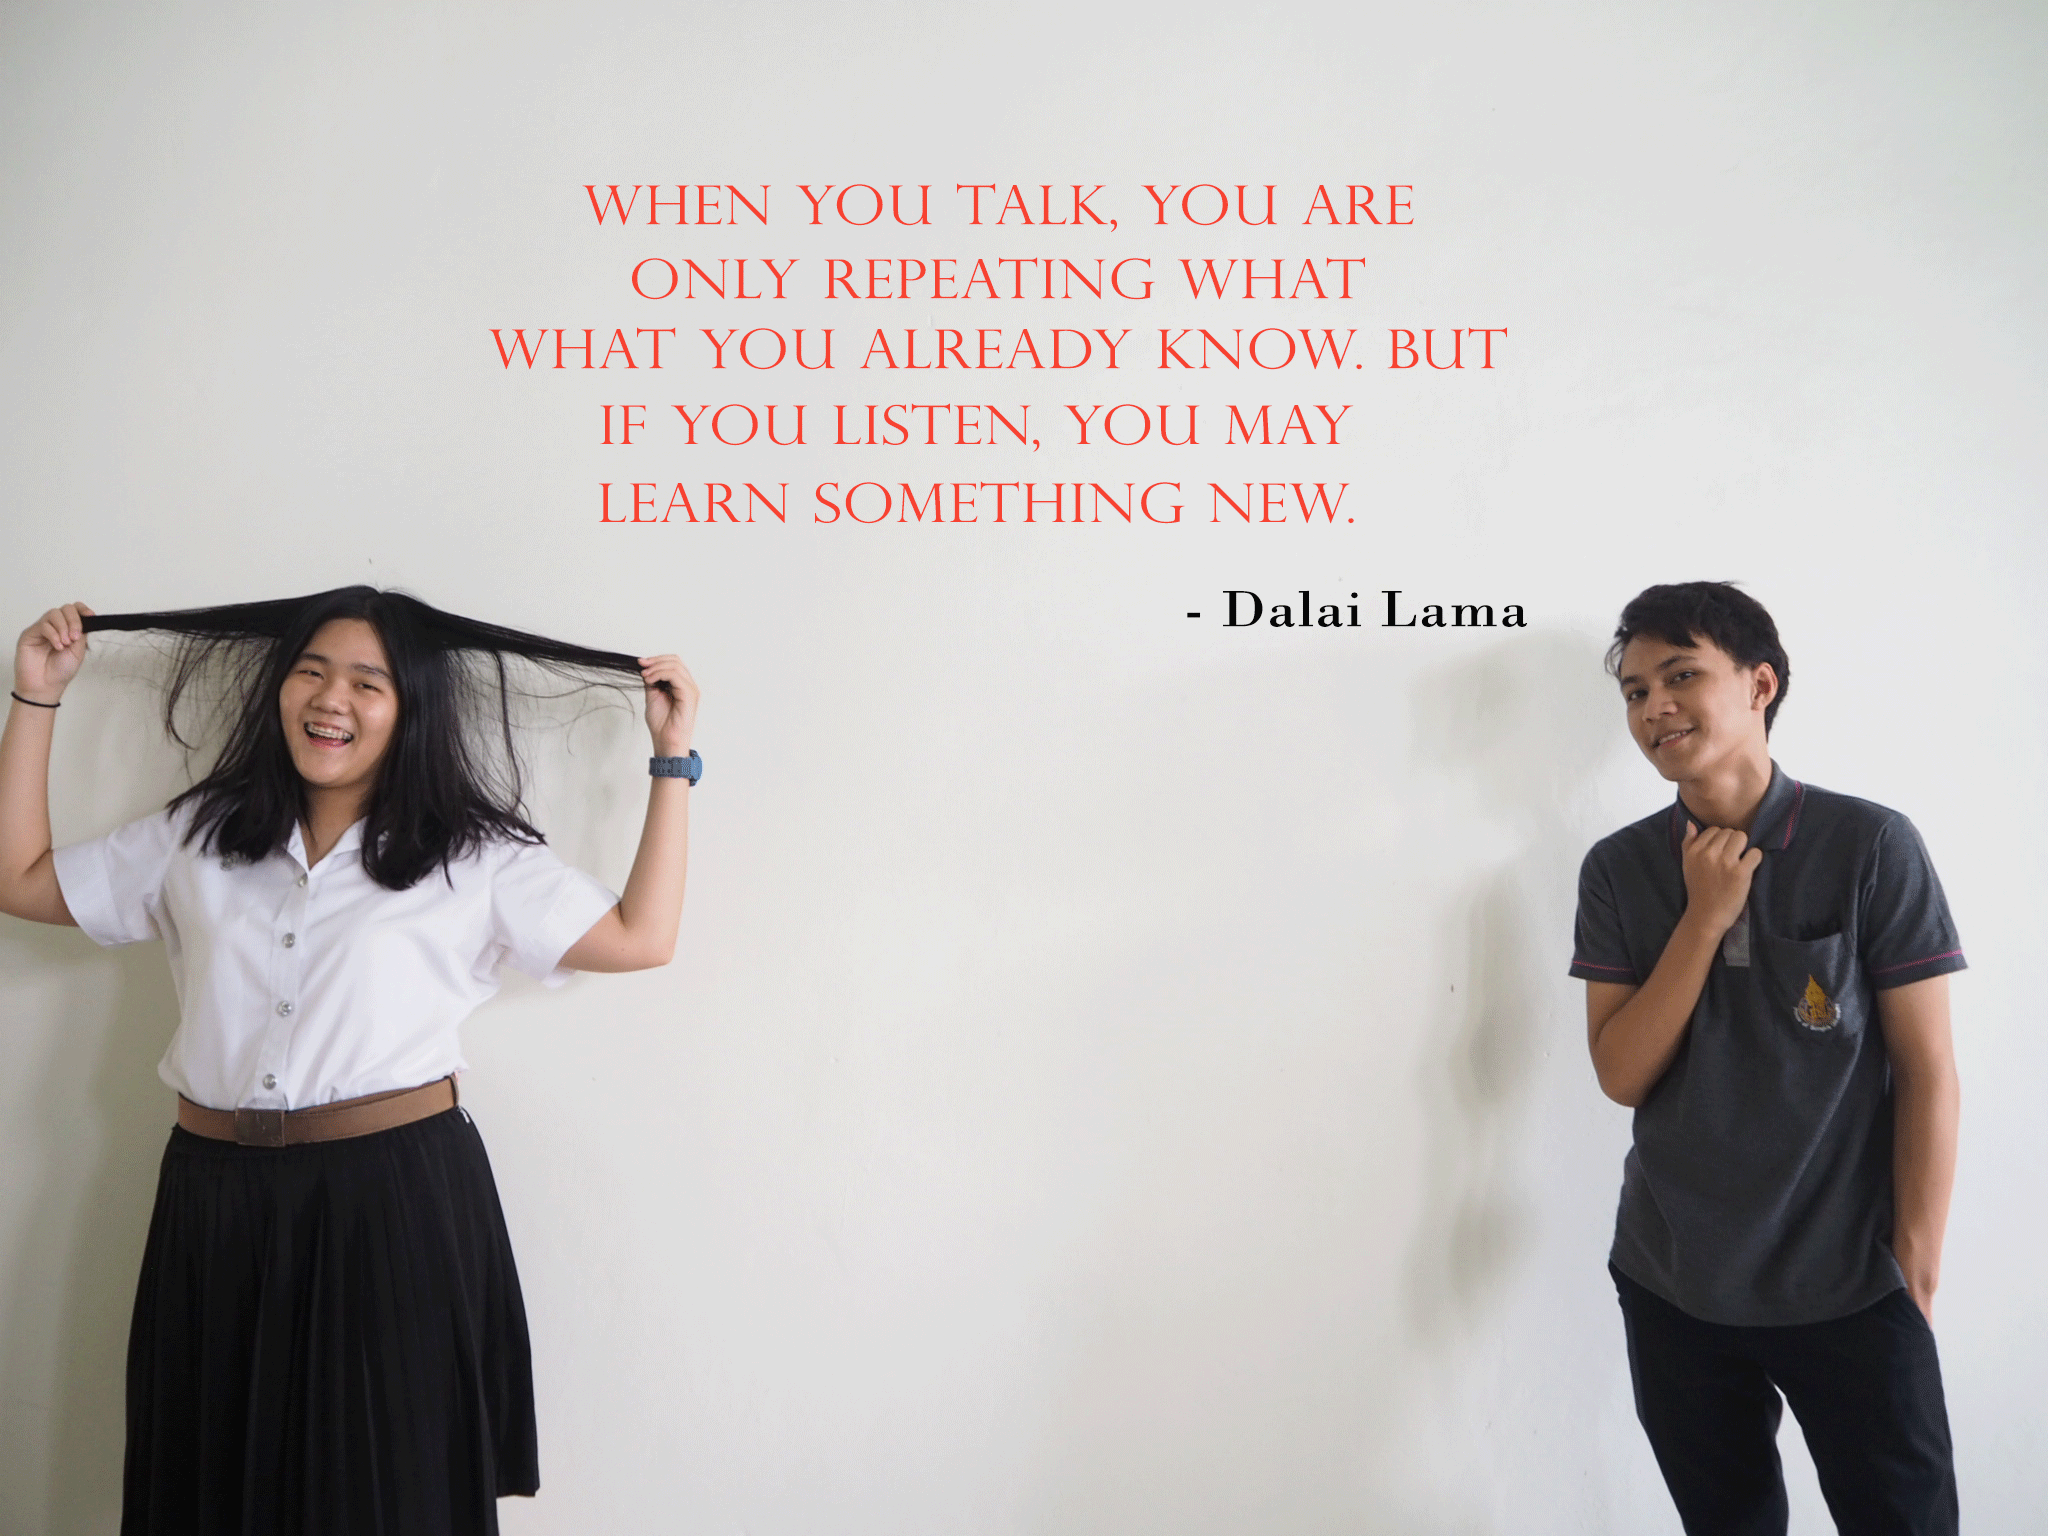 WHEN YOU TALK, YOU ARE
ONLY REPEATING WHAT
WHAT YOU ALREADY KNOW. BUT
IF YOU LISTEN, YOU MAY
LEARN SOMETHING NEW.
- Dalai Lama